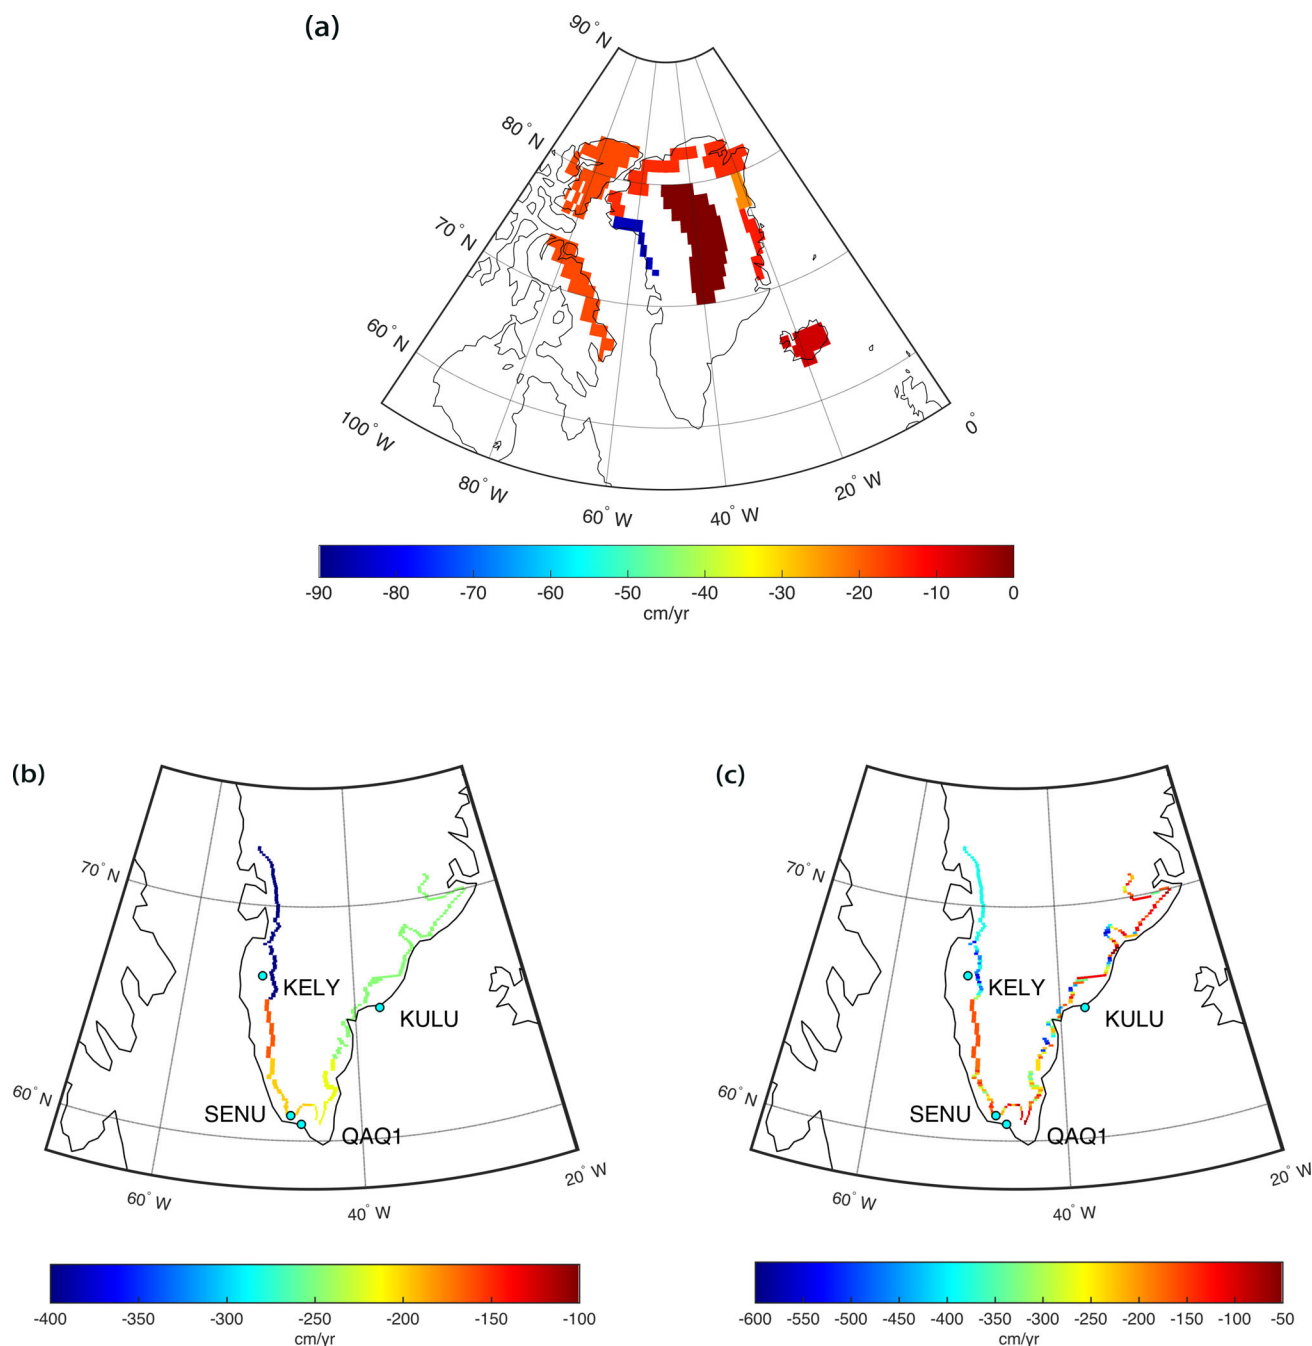 (a)
90° N
80° N
70° N
60° N
100° W
80° W
60° W
40° W
20° W
0°
-90 -80 -70 -60 -50 -40 -30 -20 -10 0
cm/yr
(b)
70° N
60° N
60° W
40° W
20° W
KELY
KULU
SENU
QAQ1
-400 -350 -300 -250 -200 -150 -100
cm/yr
(c)
70° N
60° N
60° W
40° W
20° W
KELY
KULU
SENU
QAQ1
-600 -550 -500 -450 -400 -350 -300 -250 -200 -150 -100 -50
cm/yr